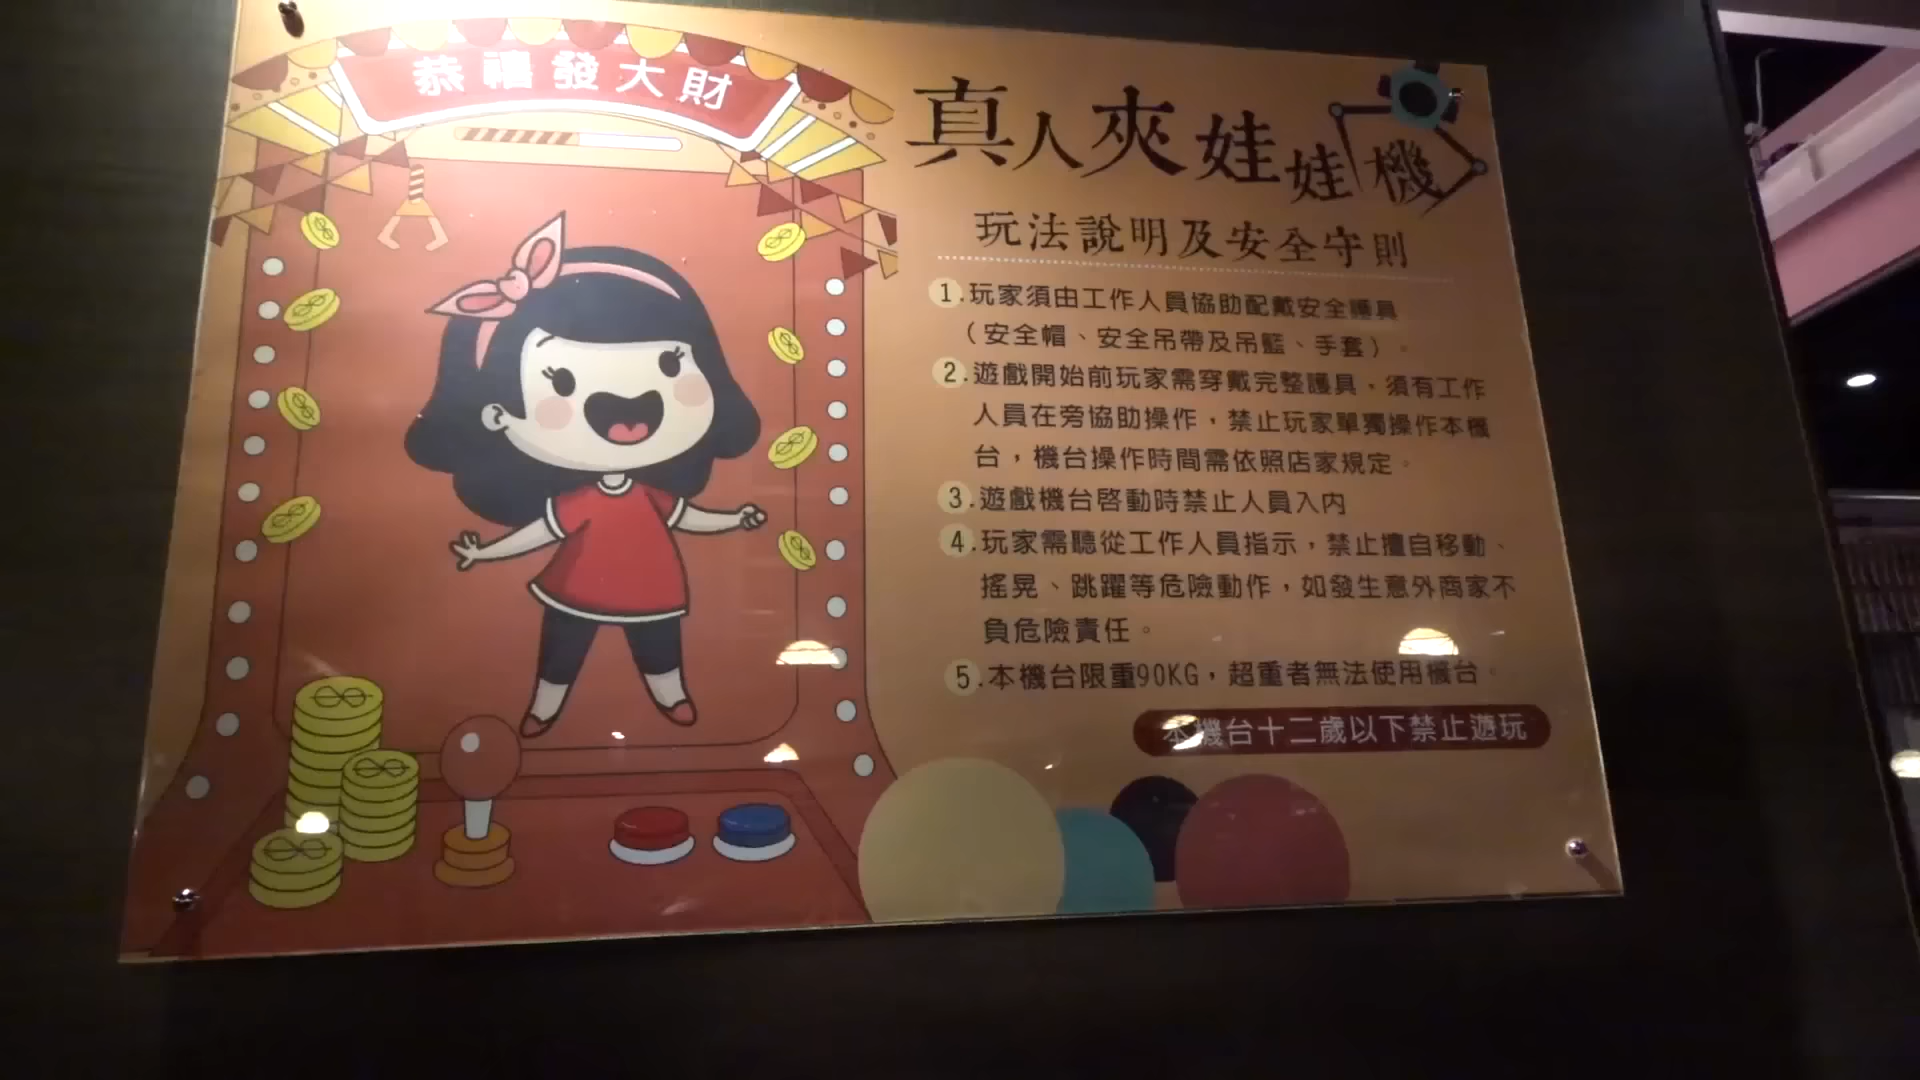 恭禧發大財
真人夾娃娃機
玩法說明及安全守則
1.玩家須由工作人員協助配戴安全護具
(安全帽、安全吊帶及吊籃、手套)。
2.遊戲開始前玩家需穿戴完整護具,須有工作
人員在旁協助操作,禁止玩家單獨操作本機
台,機台操作時間需依照店家規定。
3.遊戲機台啓動時禁止人員入內
4.玩家需聽從工作人員指示,禁止擅自移動、
搖晃、跳躍等危險動作,如發生意外商家不
負危險責任。
5.本機台限重90KG,超重者無法使用機台。
本機台十二歲以下禁止遊玩